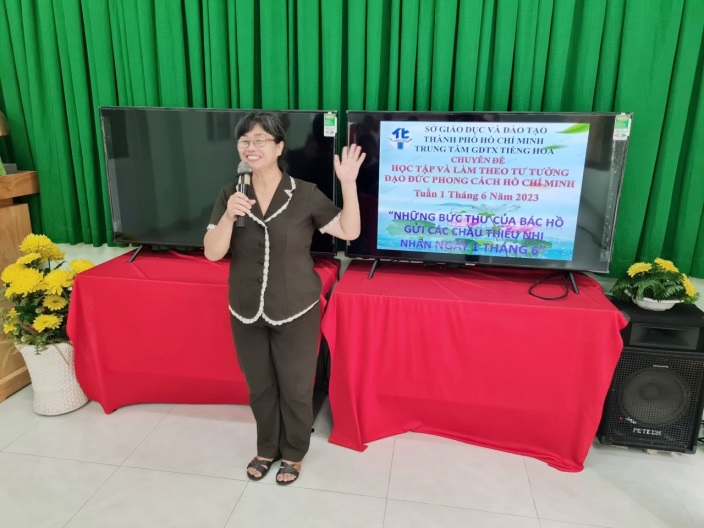 SỞ GIÁO DỤC VÀ ĐÀO TẠO
THÀNH PHỐ HỒ CHÍ MINH
TRUNG TÂM GDTX TIẾNG HOA
CHUYÊN ĐỀ
HỌC TẬP VÀ LÀM THEO TƯ TƯỞNG
ĐẠO ĐỨC PHONG CÁCH HỒ CHÍ MINH
Tuần 1 Tháng 6 Năm 2023
“NHỮNG BỨC THƯ CỦA BÁC HỒ
GỬI CÁC CHÁU THIẾU NHI
NHÂN NGÀY 1 THÁNG 6”